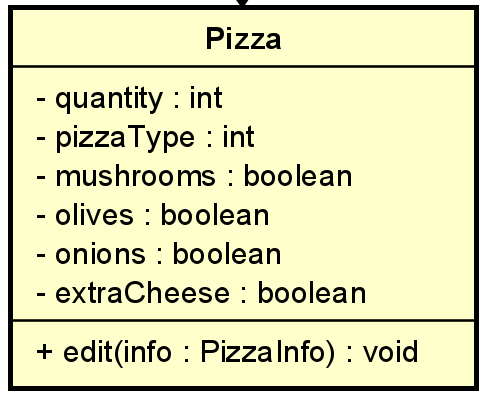 Pizza
- quantity : int
- pizzaType : int
- mushrooms : boolean
- olives : boolean
- onions : boolean
- extraCheese : boolean
+ edit(info : PizzaInfo) : void